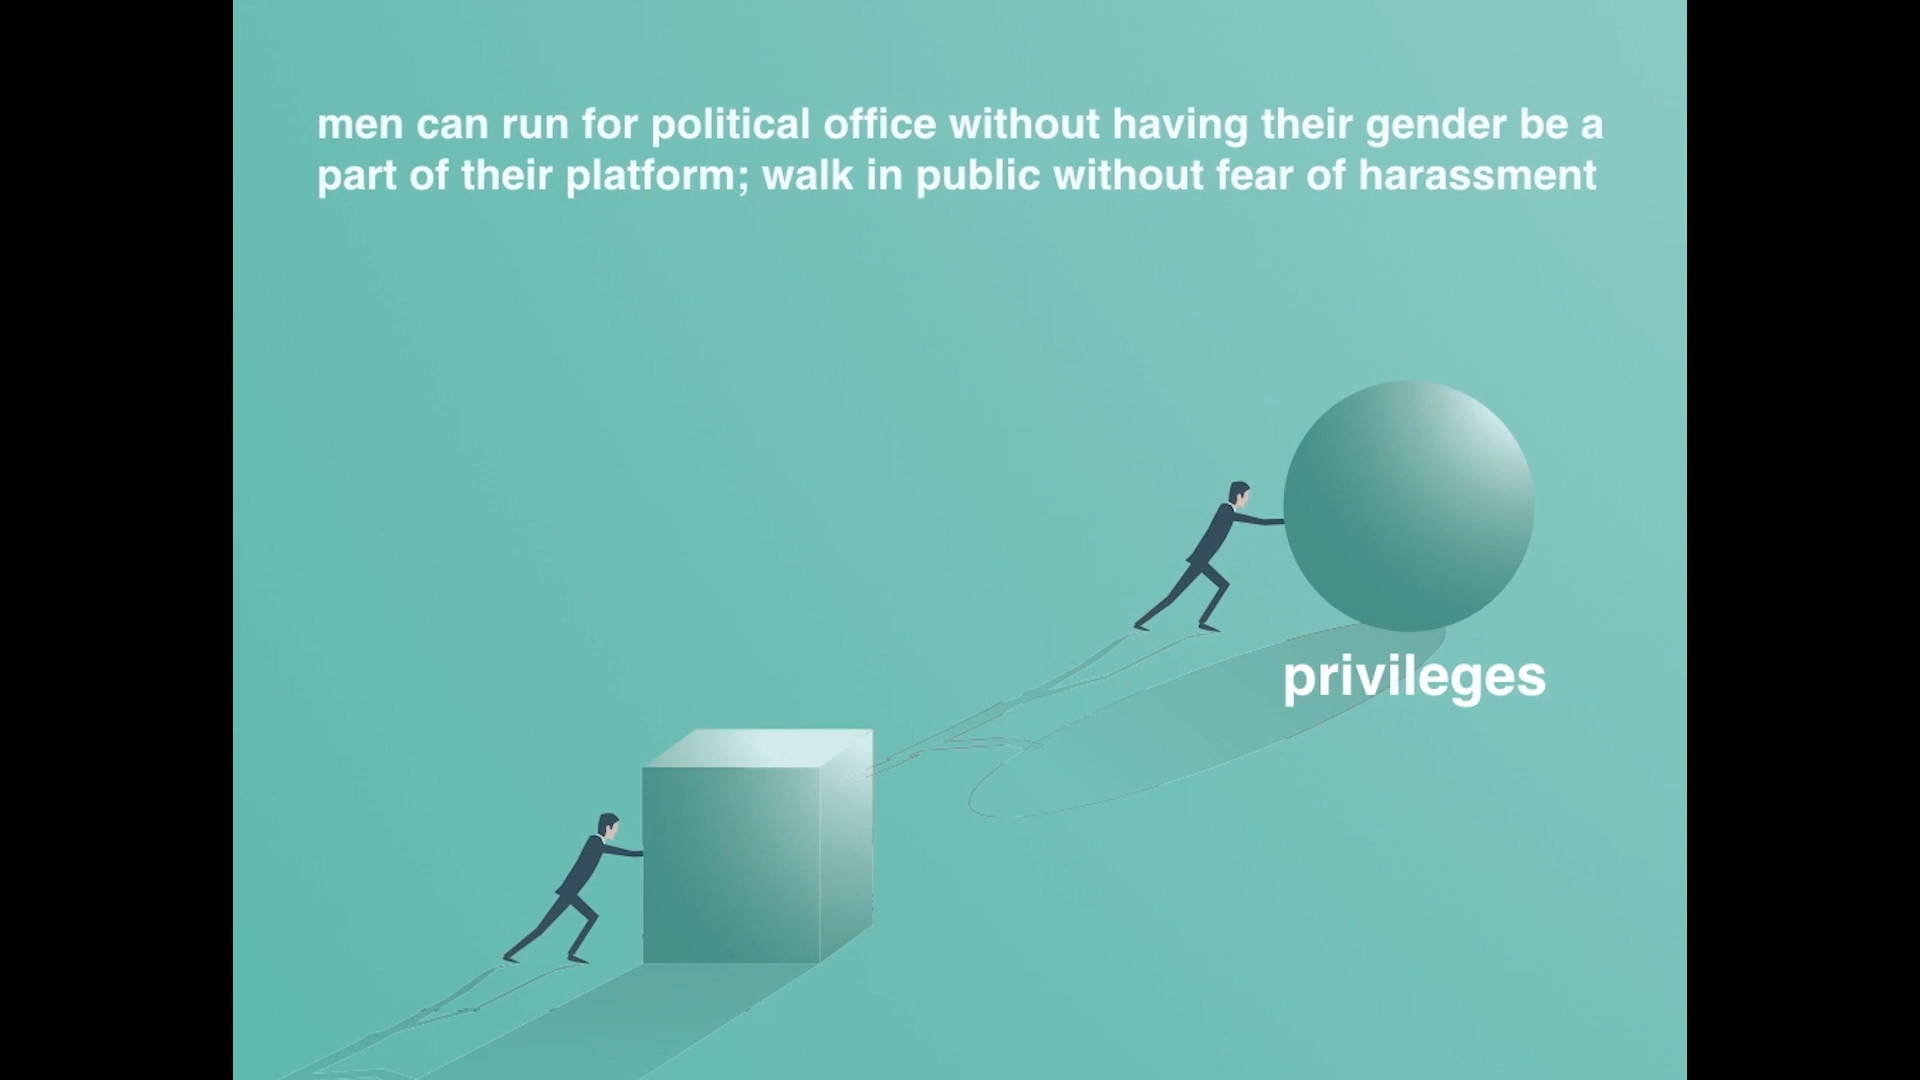 men can run for political office without having their gender be a
part of their platform; walk in public without fear of harassment
privileges